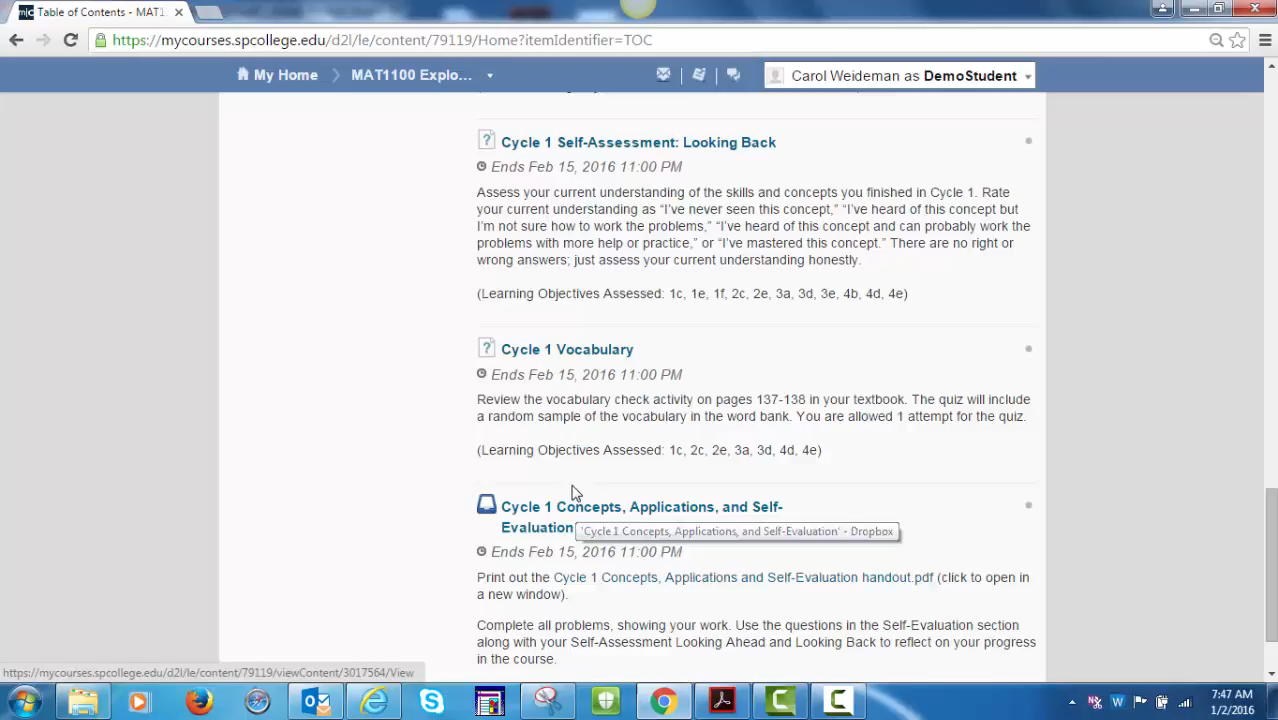 Table of Contents - MAT1
https://mycourses.spcollege.edu/d2l/le/content/79119/Home?itemIdentifier=TOC
My Home
MAT1100 Explo...
Carol Weideman as DemoStudent
Cycle 1 Self-Assessment: Looking Back
Ends Feb 15, 2016 11:00 PM
Assess your current understanding of the skills and concepts you finished in Cycle 1. Rate
your current understanding as “I’ve never seen this concept,” “I’ve heard of this concept but
I’m not sure how to work the problems,” “I’ve heard of this concept and can probably work the
problems with more help or practice,” or “I’ve mastered this concept.” There are no right or
wrong answers; just assess your current understanding honestly.
(Learning Objectives Assessed: 1c, 1e, 1f, 2c, 2e, 3a, 3d, 3e, 4b, 4d, 4e)
Cycle 1 Vocabulary
Ends Feb 15, 2016 11:00 PM
Review the vocabulary check activity on pages 137-138 in your textbook. The quiz will include
a random sample of the vocabulary in the word bank. You are allowed 1 attempt for the quiz.
(Learning Objectives Assessed: 1c, 2c, 2e, 3a, 3d, 4d, 4e)
Cycle 1 Concepts, Applications, and Self-
Evaluation
'Cycle 1 Concepts, Applications, and Self-Evaluation' - Dropbox
Ends Feb 15, 2016 11:00 PM
Print out the Cycle 1 Concepts, Applications and Self-Evaluation handout.pdf (click to open in
a new window).
Complete all problems, showing your work. Use the questions in the Self-Evaluation section
along with your Self-Assessment Looking Ahead and Looking Back to reflect on your progress
in the course.
https://mycourses.spcollege.edu/d2l/le/content/79119/viewContent/3017564/View
7:47 AM
1/2/2016